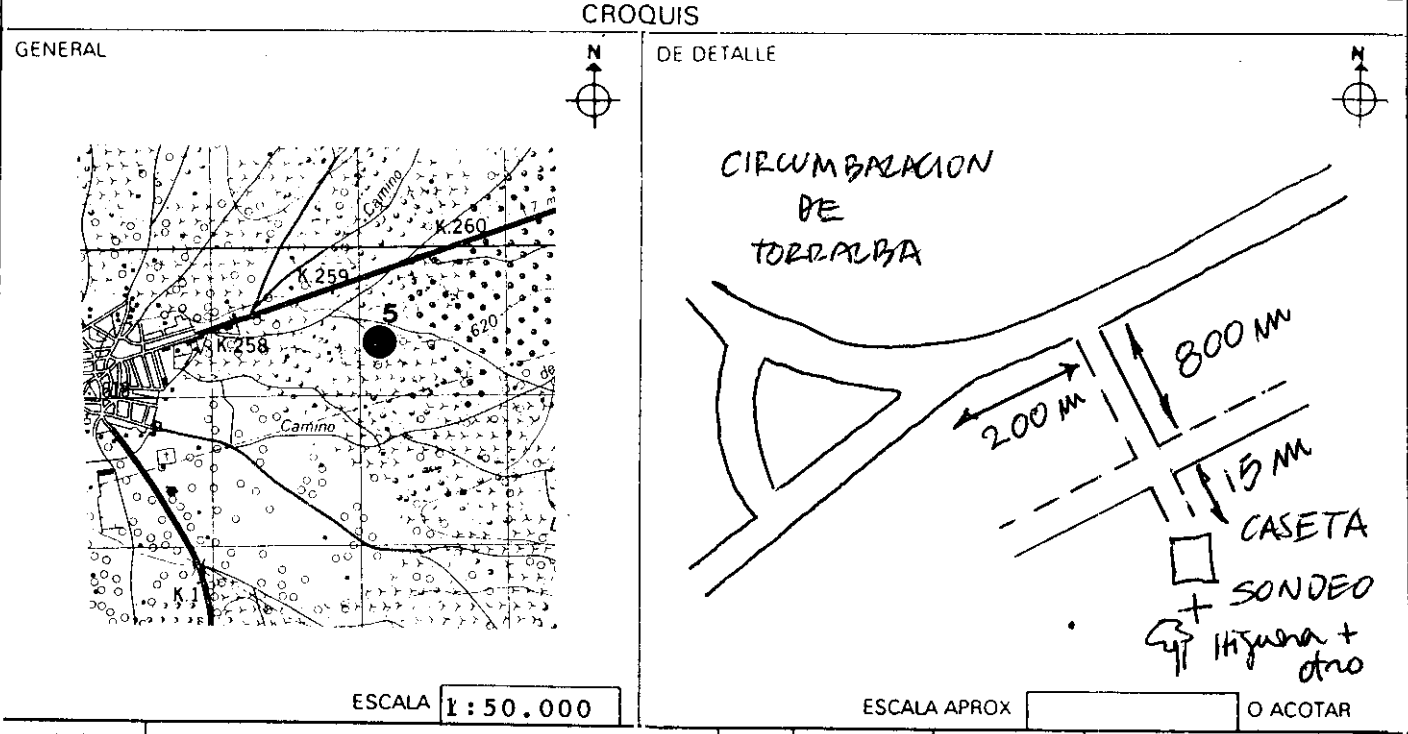 CROQUIS
GENERAL
N
Camino
K.260
K.259
5
620
K.258
618
de
Camino
K.1
ESCALA 1:50.000
DE DETALLE
N
CIRCUMBALACION
DE
TORRALBA
800 m
200 m
15 m
CASETA
SONDEO
Higuera +
otro
ESCALA APROX
O ACOTAR